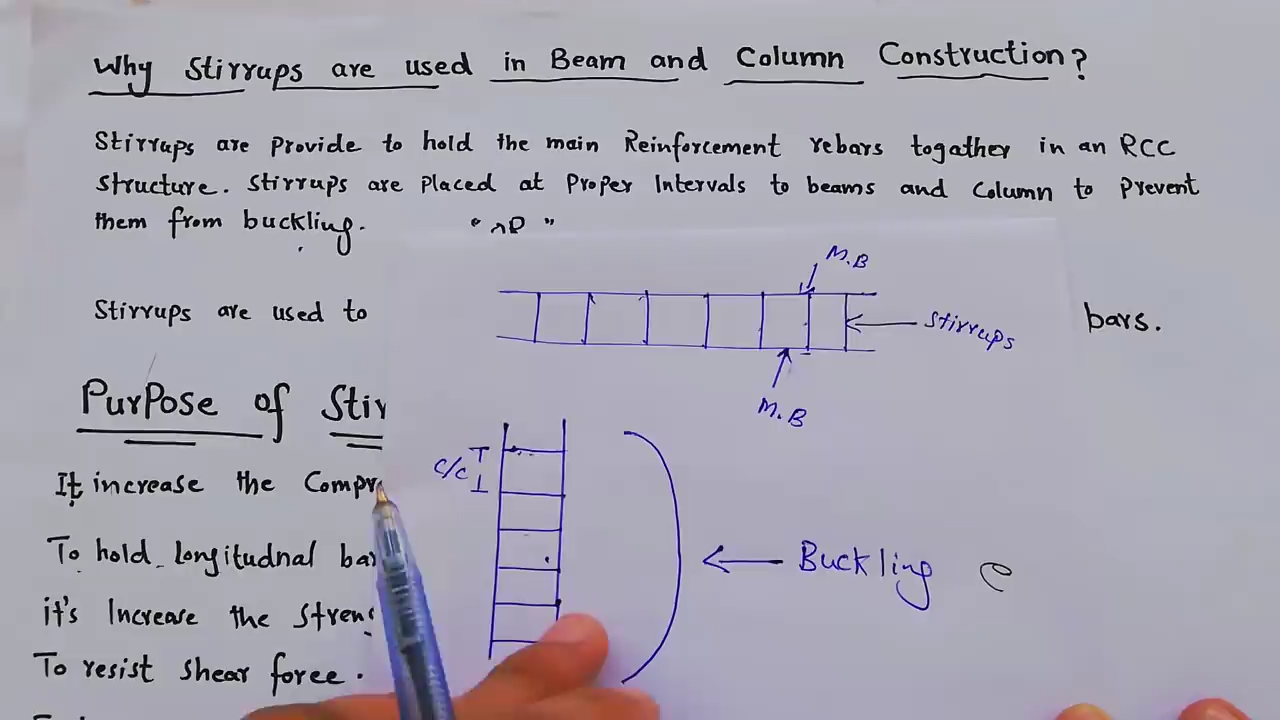 Why Stirrups are used in Beam and Column Construction?
Stirrups are Provide to hold the main Reinforcement rebars togather in an RCC
Structure. Stirrups are Placed at Proper Intervals to beams and Column to Prevent
them from buckling.
Stirrups are used to bars.
M.B
Stirrups
M.B
Purpose of Stir
c/c
It increase the Compr
Buckling
To hold longitudnal bar
it's Increase the Stren
To resist shear force.